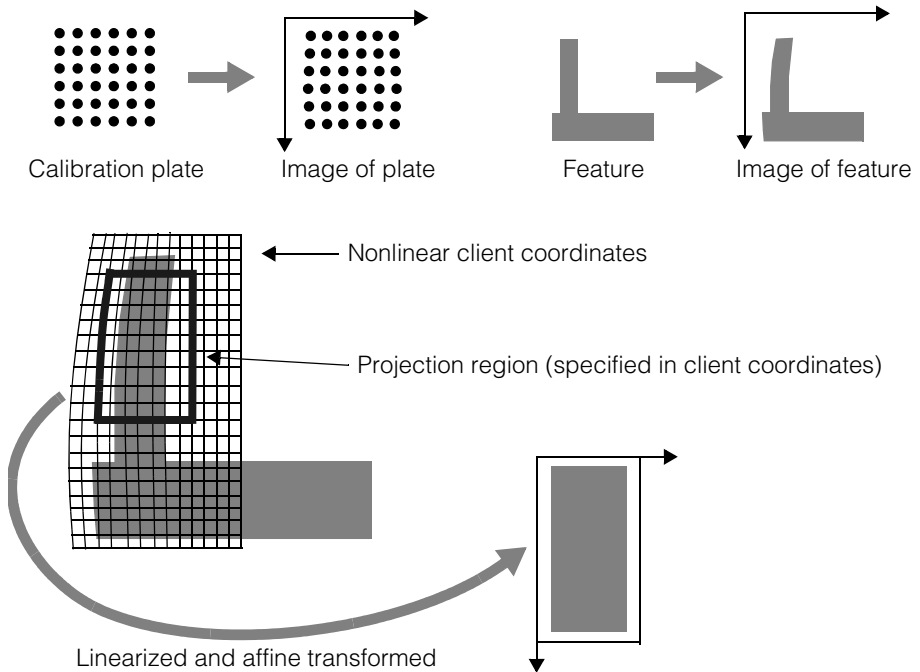 Calibration plate
Image of plate
Feature
Image of feature
Nonlinear client coordinates
Projection region (specified in client coordinates)
Linearized and affine transformed